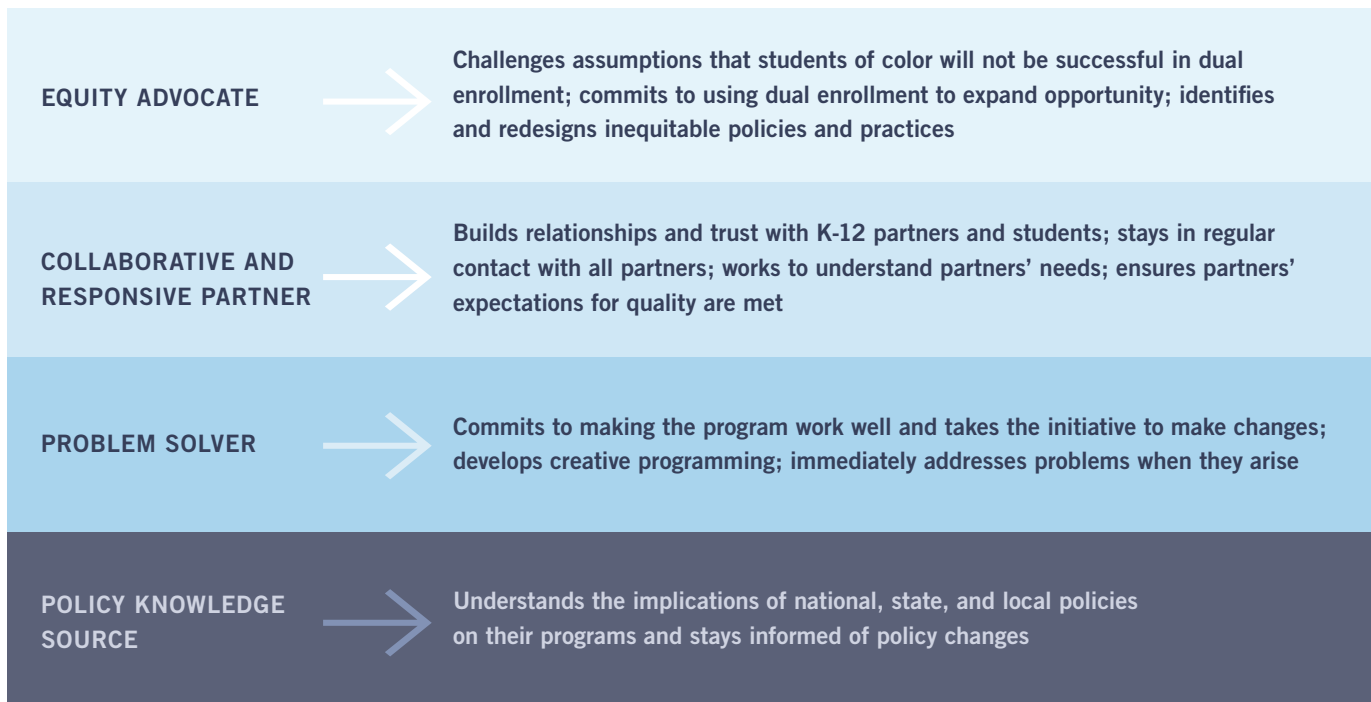 EQUITY ADVOCATE
Challenges assumptions that students of color will not be successful in dual
enrollment; commits to using dual enrollment to expand opportunity; identifies
and redesigns inequitable policies and practices
COLLABORATIVE AND
RESPONSIVE PARTNER
Builds relationships and trust with K-12 partners and students; stays in regular
contact with all partners; works to understand partners’ needs; ensures partners’
expectations for quality are met
PROBLEM SOLVER
Commits to making the program work well and takes the initiative to make changes;
develops creative programming; immediately addresses problems when they arise
POLICY KNOWLEDGE
SOURCE
Understands the implications of national, state, and local policies
on their programs and stays informed of policy changes